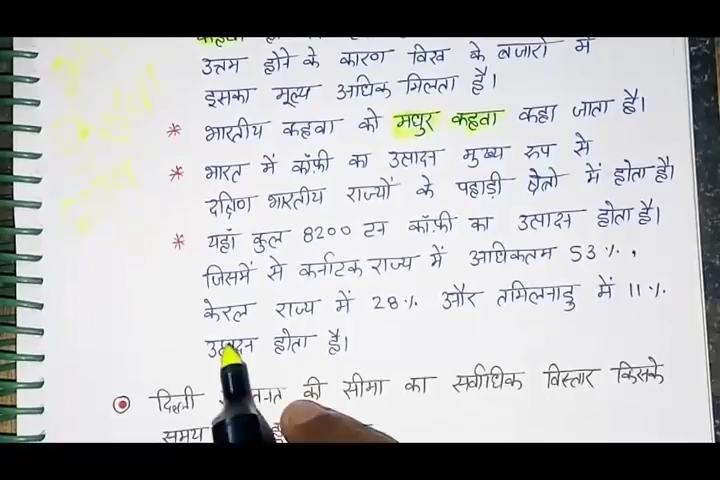 उत्तम होने के कारण विश्व के बजारों में
इसका मूल्य अधिक मिलता है।
* भारतीय कहवा को मधुर कहवा कहा जाता है।
* भारत में कॉफ़ी का उत्पादन मुख्य रुप से
दक्षिण भारतीय राज्यों के पहाड़ी क्षेत्रो में होता है।
* यहाँ कुल 8200 टन कॉफ़ी का उत्पादन होता है।
जिसमें से कर्नाटक राज्य में अधिकतम 53%,
केरल राज्य में 28% और तमिलनाडु में 11%
उत्पादन होता है।
दिल्ली की सीमा का सर्वाधिक विस्तार किसके
समय